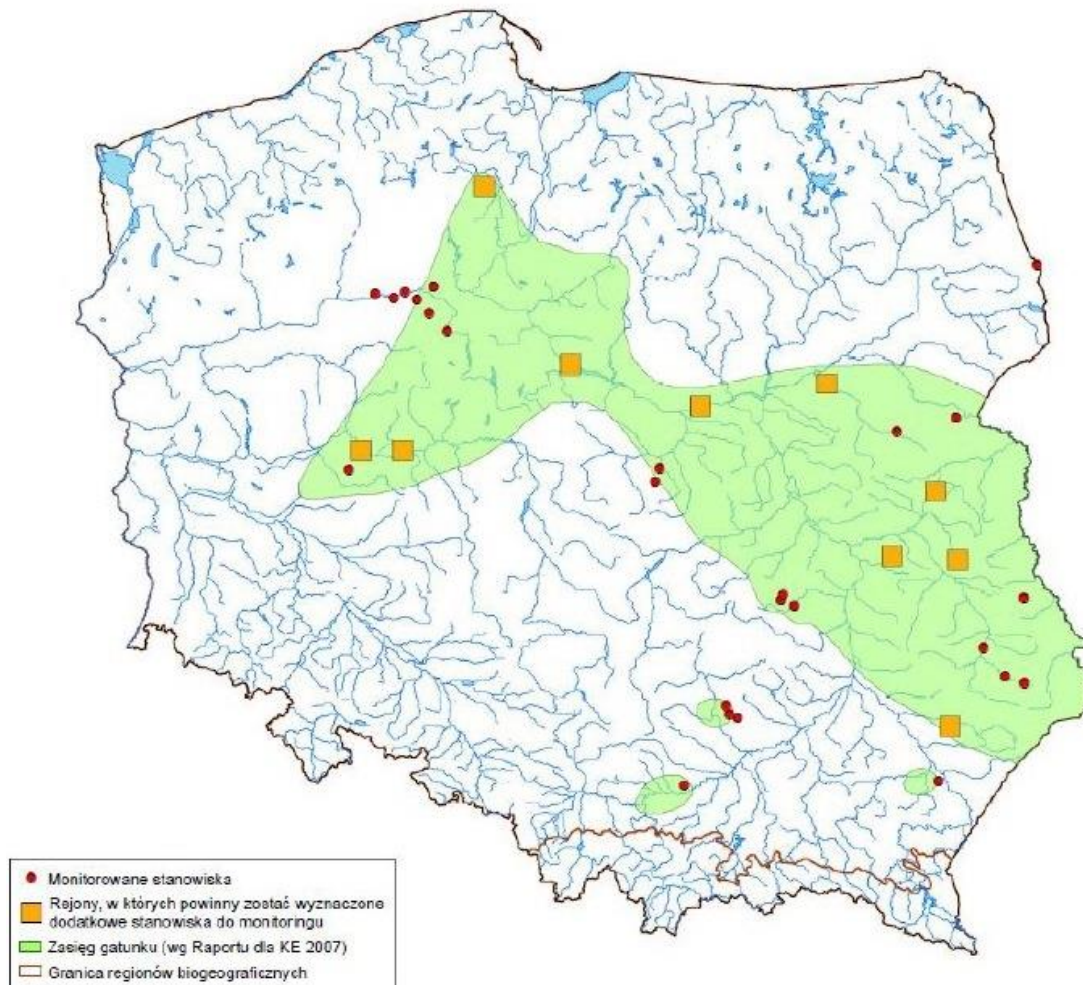 Monitorowane stanowiska
Rejony, w których powinny zostać wyznaczone
dodatkowe stanowiska do monitoringu
Zasięg gatunku (wg Raportu dla KE 2007)
Granica regionów biogeograficznych